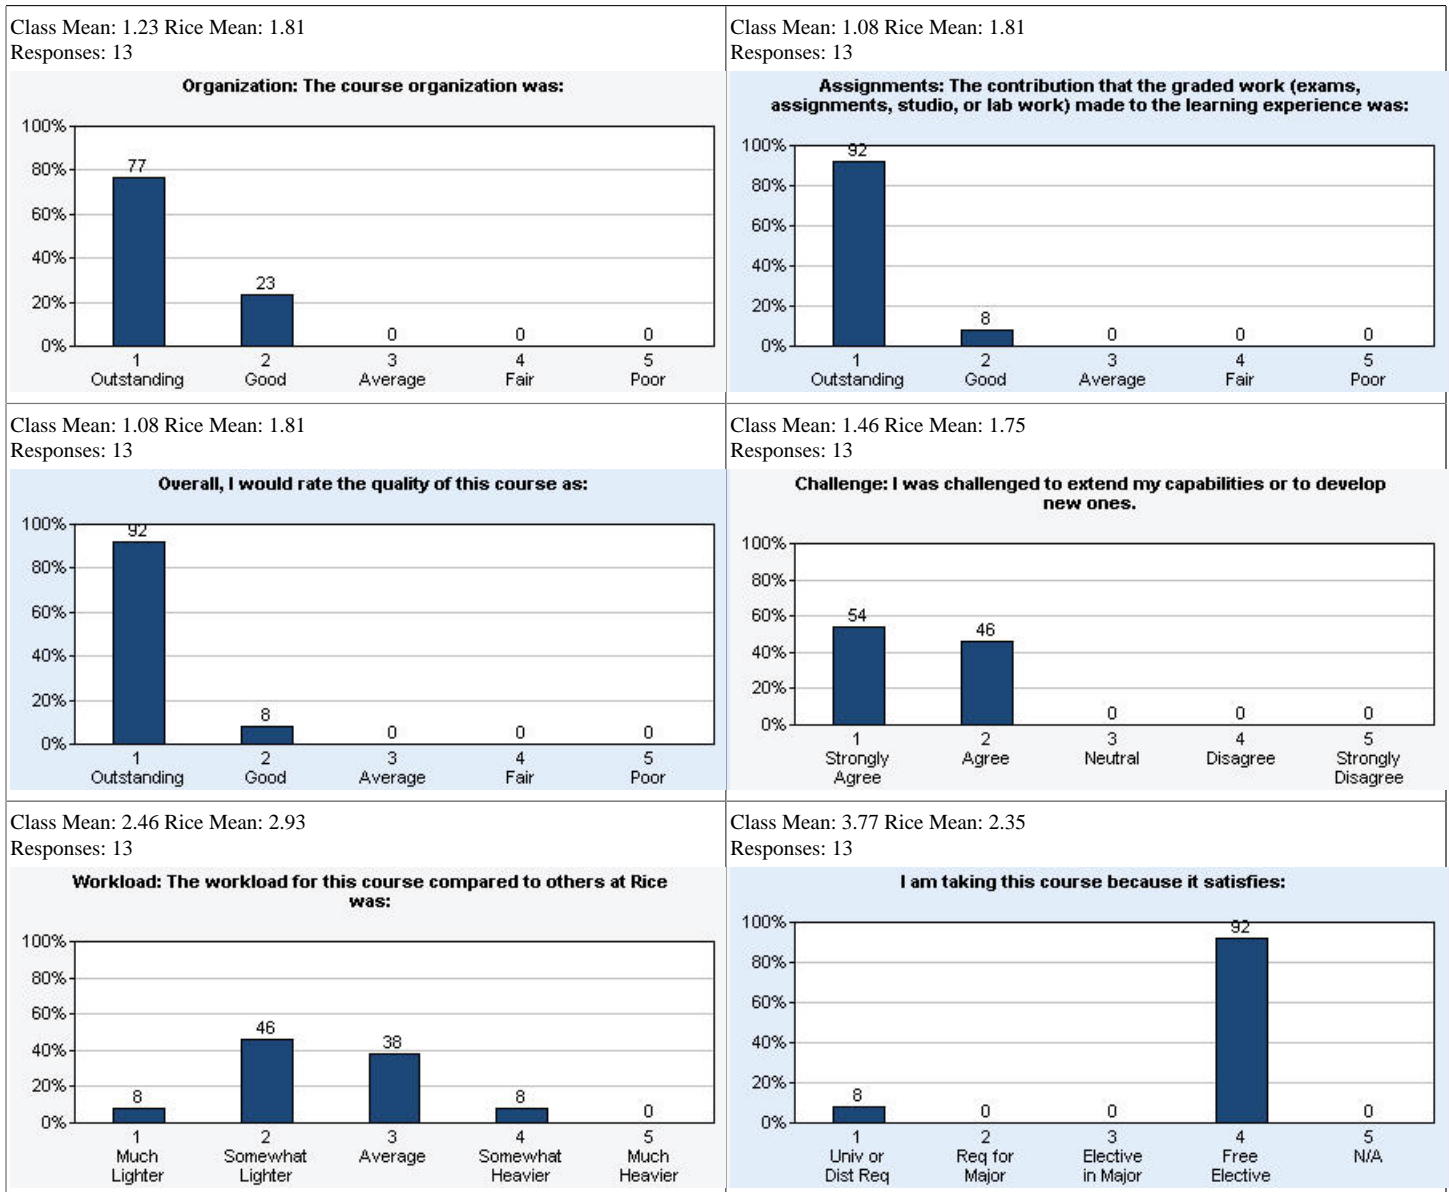 Class Mean: 1.23 Rice Mean: 1.81
Responses: 13
Organization: The course organization was:
100%
80%
60%
40%
20%
0%
77
23
0
0
0
1
2
3
4
5
Outstanding
Good
Average
Fair
Poor
Class Mean: 1.08 Rice Mean: 1.81
Responses: 13
Assignments: The contribution that the graded work (exams,
assignments, studio, or lab work) made to the learning experience was:
100%
80%
60%
40%
20%
0%
92
8
0
0
0
1
2
3
4
5
Outstanding
Good
Average
Fair
Poor
Class Mean: 1.08 Rice Mean: 1.81
Responses: 13
Overall, I would rate the quality of this course as:
100%
80%
60%
40%
20%
0%
92
8
0
0
0
1
2
3
4
5
Outstanding
Good
Average
Fair
Poor
Class Mean: 1.46 Rice Mean: 1.75
Responses: 13
Challenge: I was challenged to extend my capabilities or to develop
new ones.
100%
80%
60%
40%
20%
0%
54
46
0
0
0
1
2
3
4
5
Strongly
Agree
Agree
Neutral
Disagree
Strongly
Disagree
Class Mean: 2.46 Rice Mean: 2.93
Responses: 13
Workload: The workload for this course compared to others at Rice
was:
100%
80%
60%
40%
20%
0%
8
46
38
8
0
1
2
3
4
5
Much
Lighter
Somewhat
Lighter
Average
Somewhat
Heavier
Much
Heavier
Class Mean: 3.77 Rice Mean: 2.35
Responses: 13
I am taking this course because it satisfies:
100%
80%
60%
40%
20%
0%
8
0
0
92
0
1
2
3
4
5
Univ or
Dist Req
Req for
Major
Elective
in Major
Free
Elective
N/A